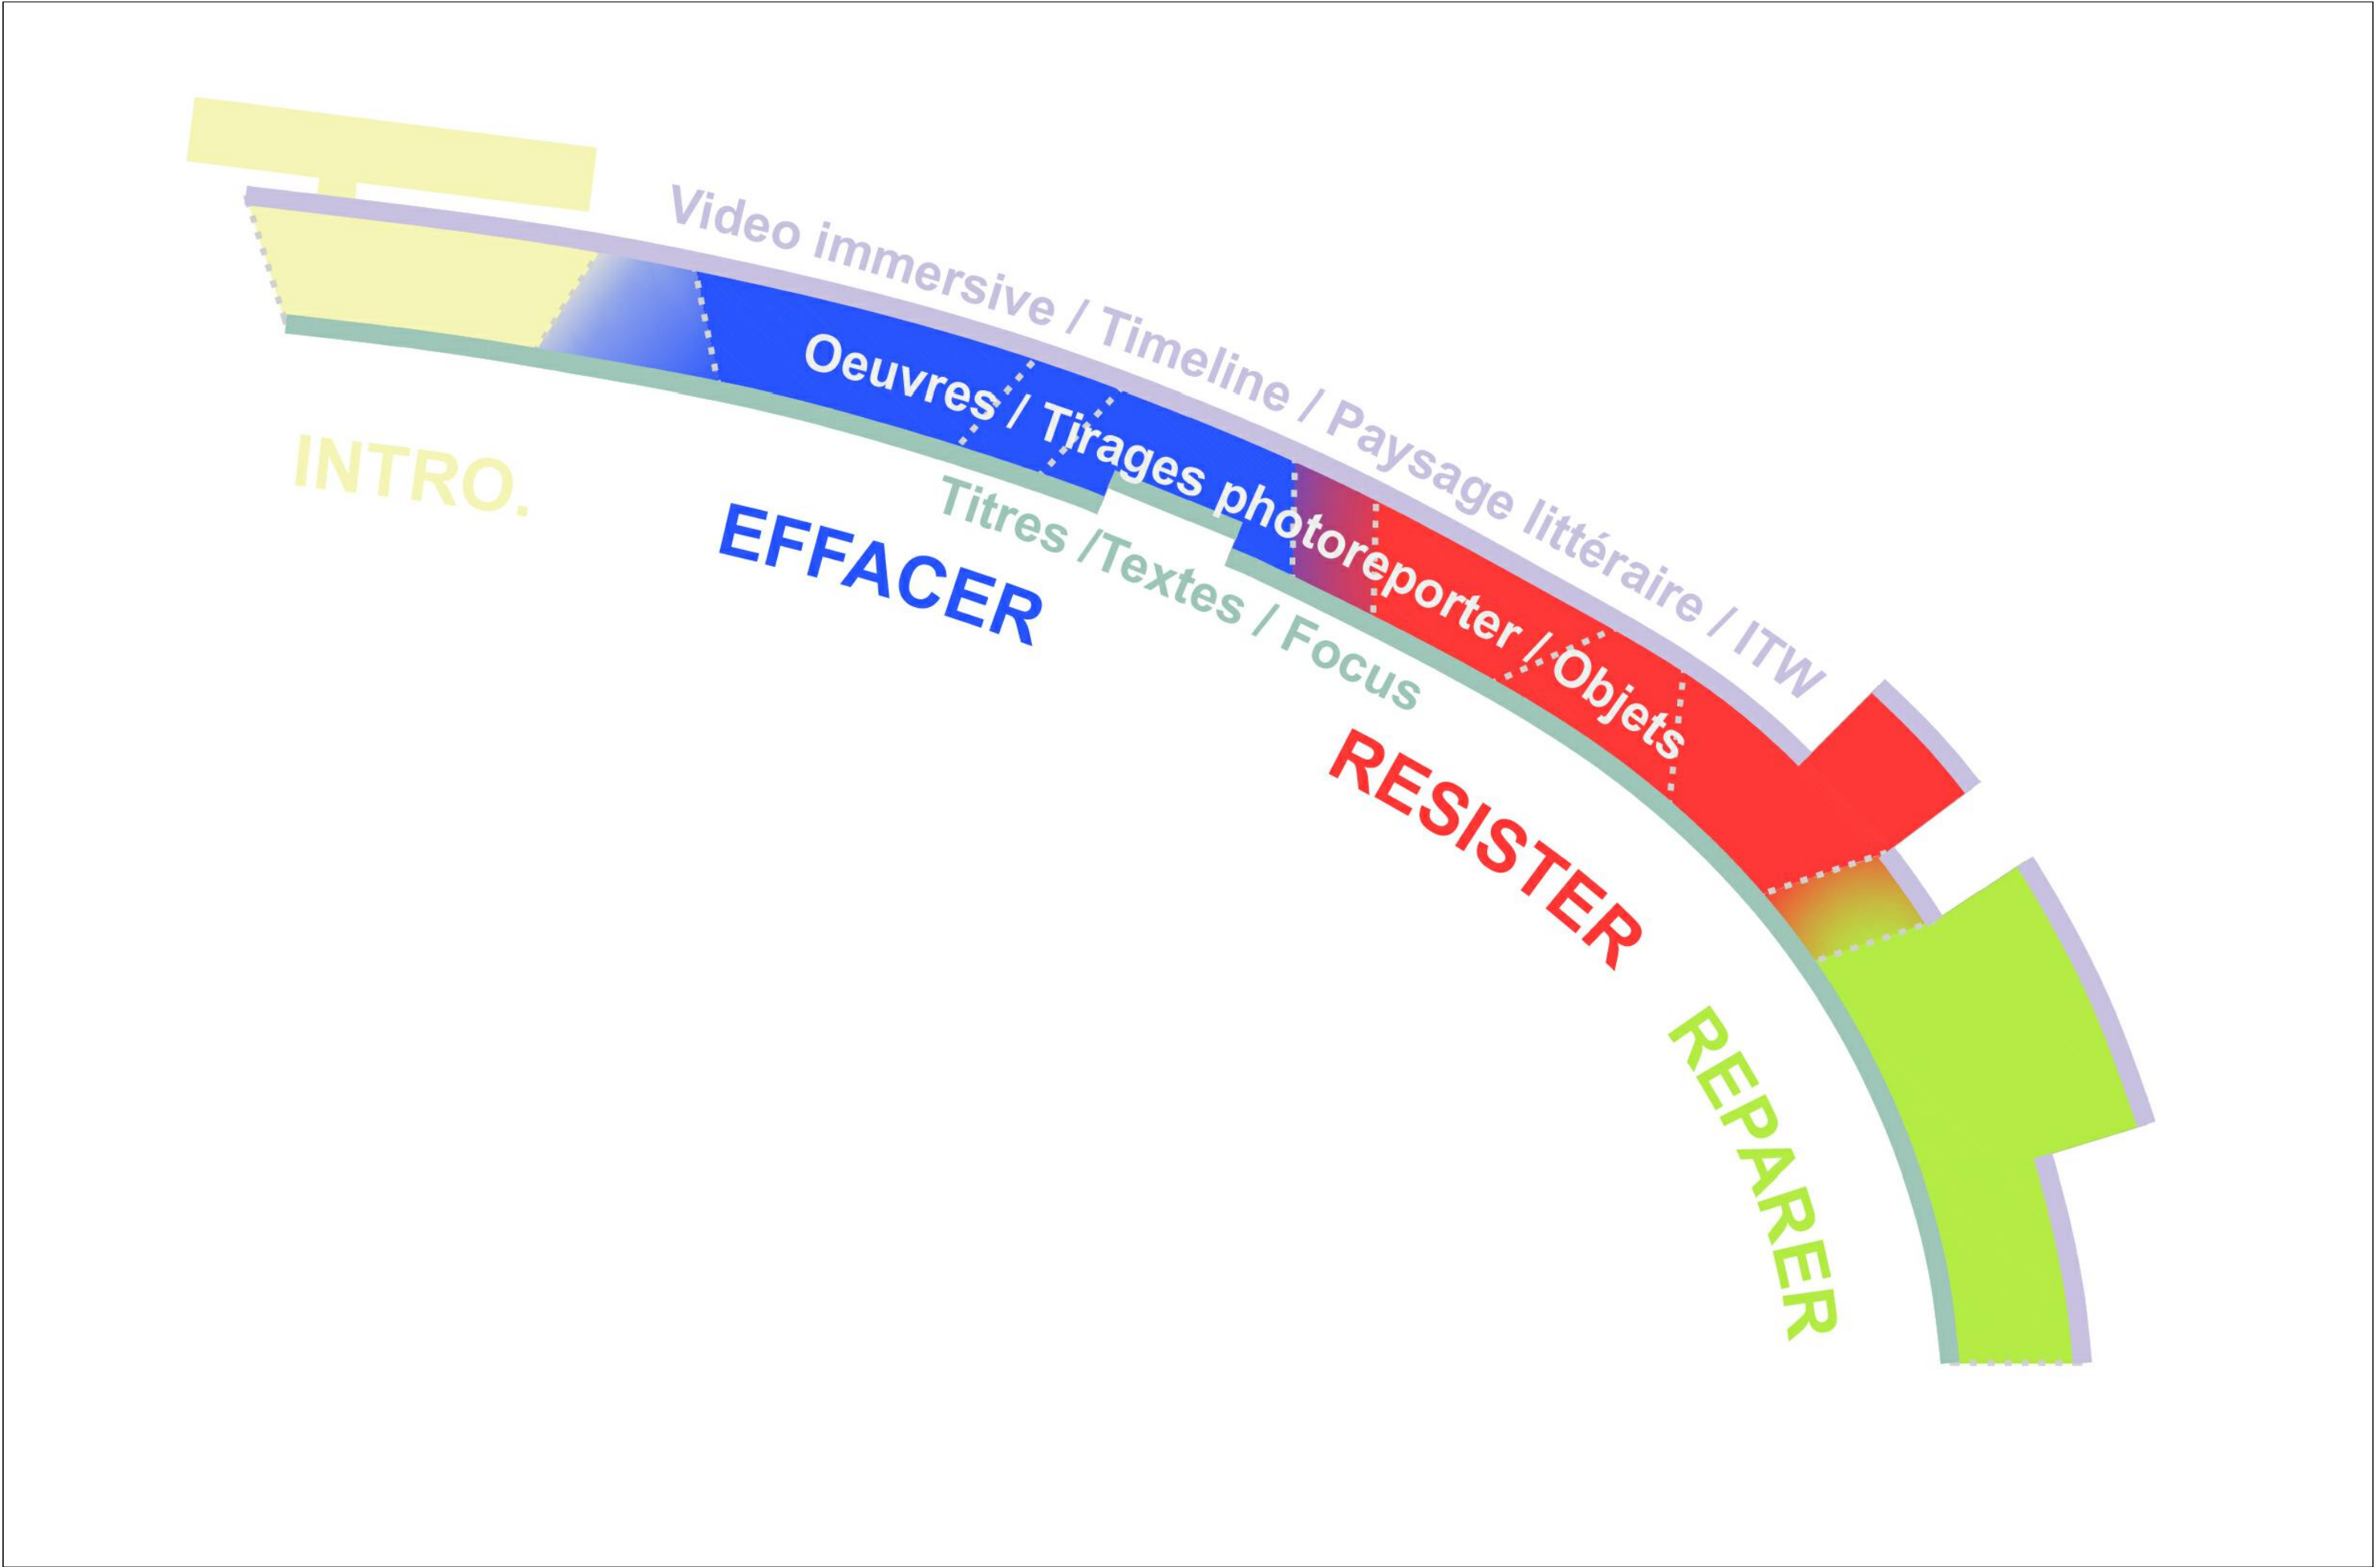 Video immersive / Timeline / Paysage littéraire / ITW
Oeuvres / Tirages photoreporter / Objets
Titres /Textes / Focus
INTRO.
EFFACER
RESISTER
REPARER